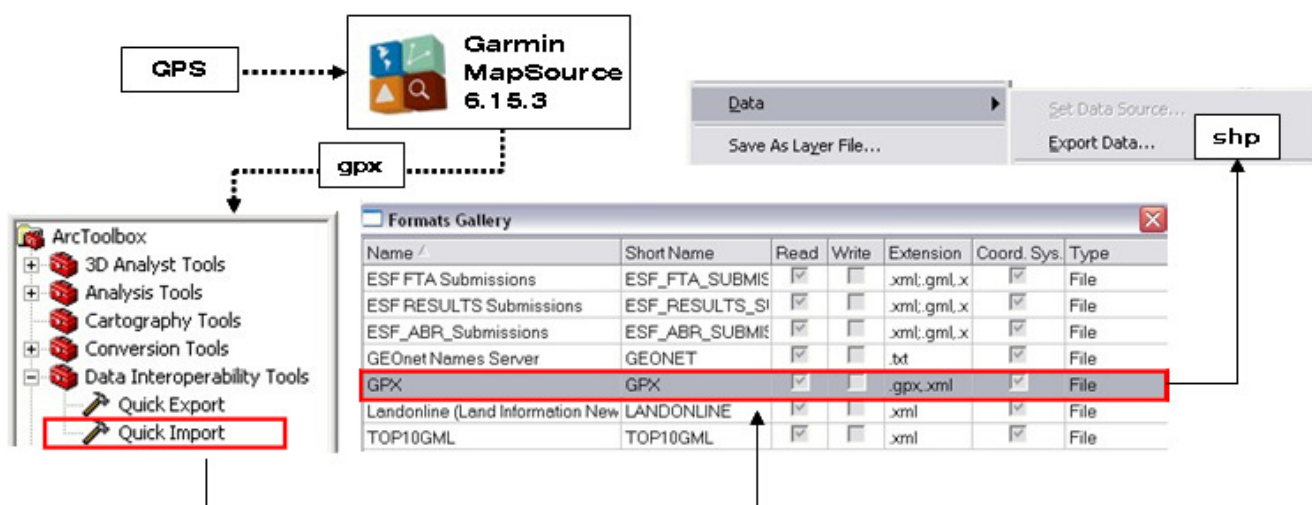 GPS
Garmin
MapSource
6.15.3
gpx
Data
Set Data Source...
Save As Layer File...
Export Data...
shp
ArcToolbox
3D Analyst Tools
Analysis Tools
Cartography Tools
Conversion Tools
Data Interoperability Tools
Quick Export
Quick Import
Formats Gallery
Name Short Name Read Write Extension Coord. Sys. Type
ESF FTA Submissions ESF_FTA_SUBMIS .xml;.gml,.x File
ESF RESULTS Submissions ESF_RESULTS_SU .xml;.gml,.x File
ESF_ABR_Submissions ESF_ABR_SUBMIS .xml;.gml,.x File
GEOnet Names Server GEONET .txt File
GPX GPX .gpx,.xml File
Landonline (Land Information New LANDONLINE .xml File
TOP10GML TOP10GML .xml File